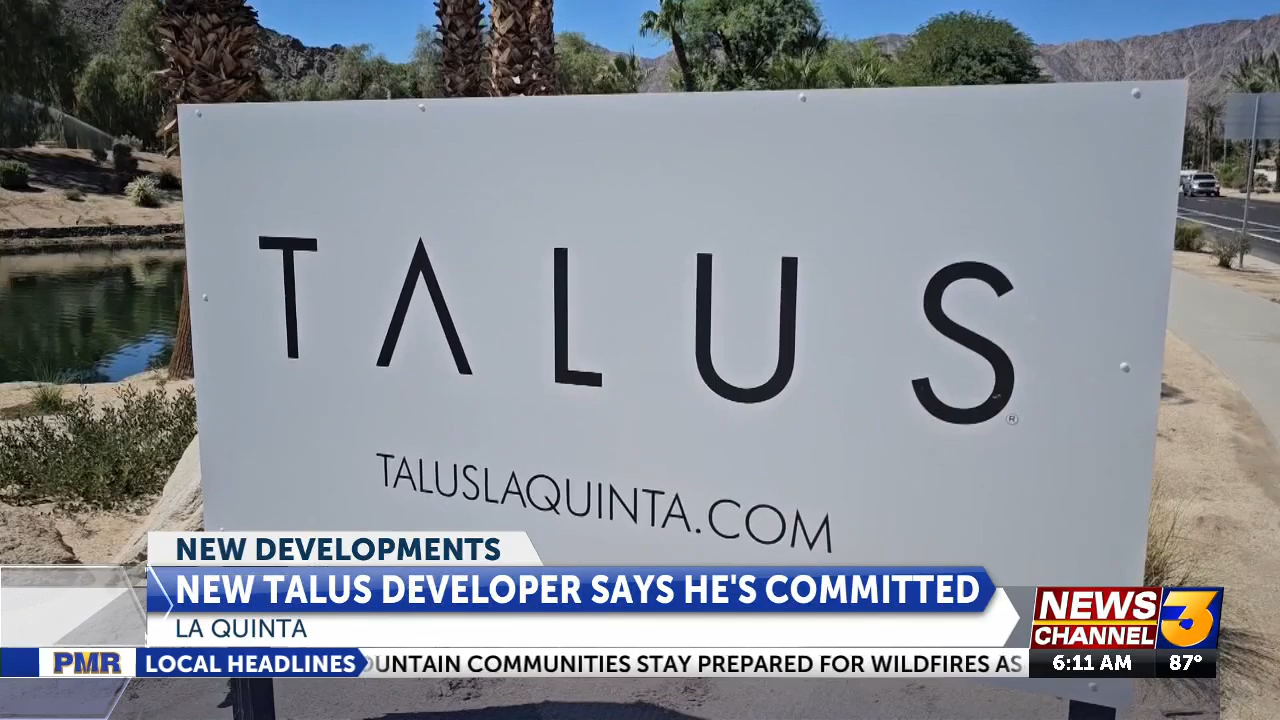 TALUS
®
TALUSLAQUINTA.COM
NEW DEVELOPMENTS
NEW TALUS DEVELOPER SAYS HE'S COMMITTED
LA QUINTA
NEWS
CHANNEL 3
PMR LOCAL HEADLINES OUNTAIN COMMUNITIES STAY PREPARED FOR WILDFIRES AS
6:11 AM 87°